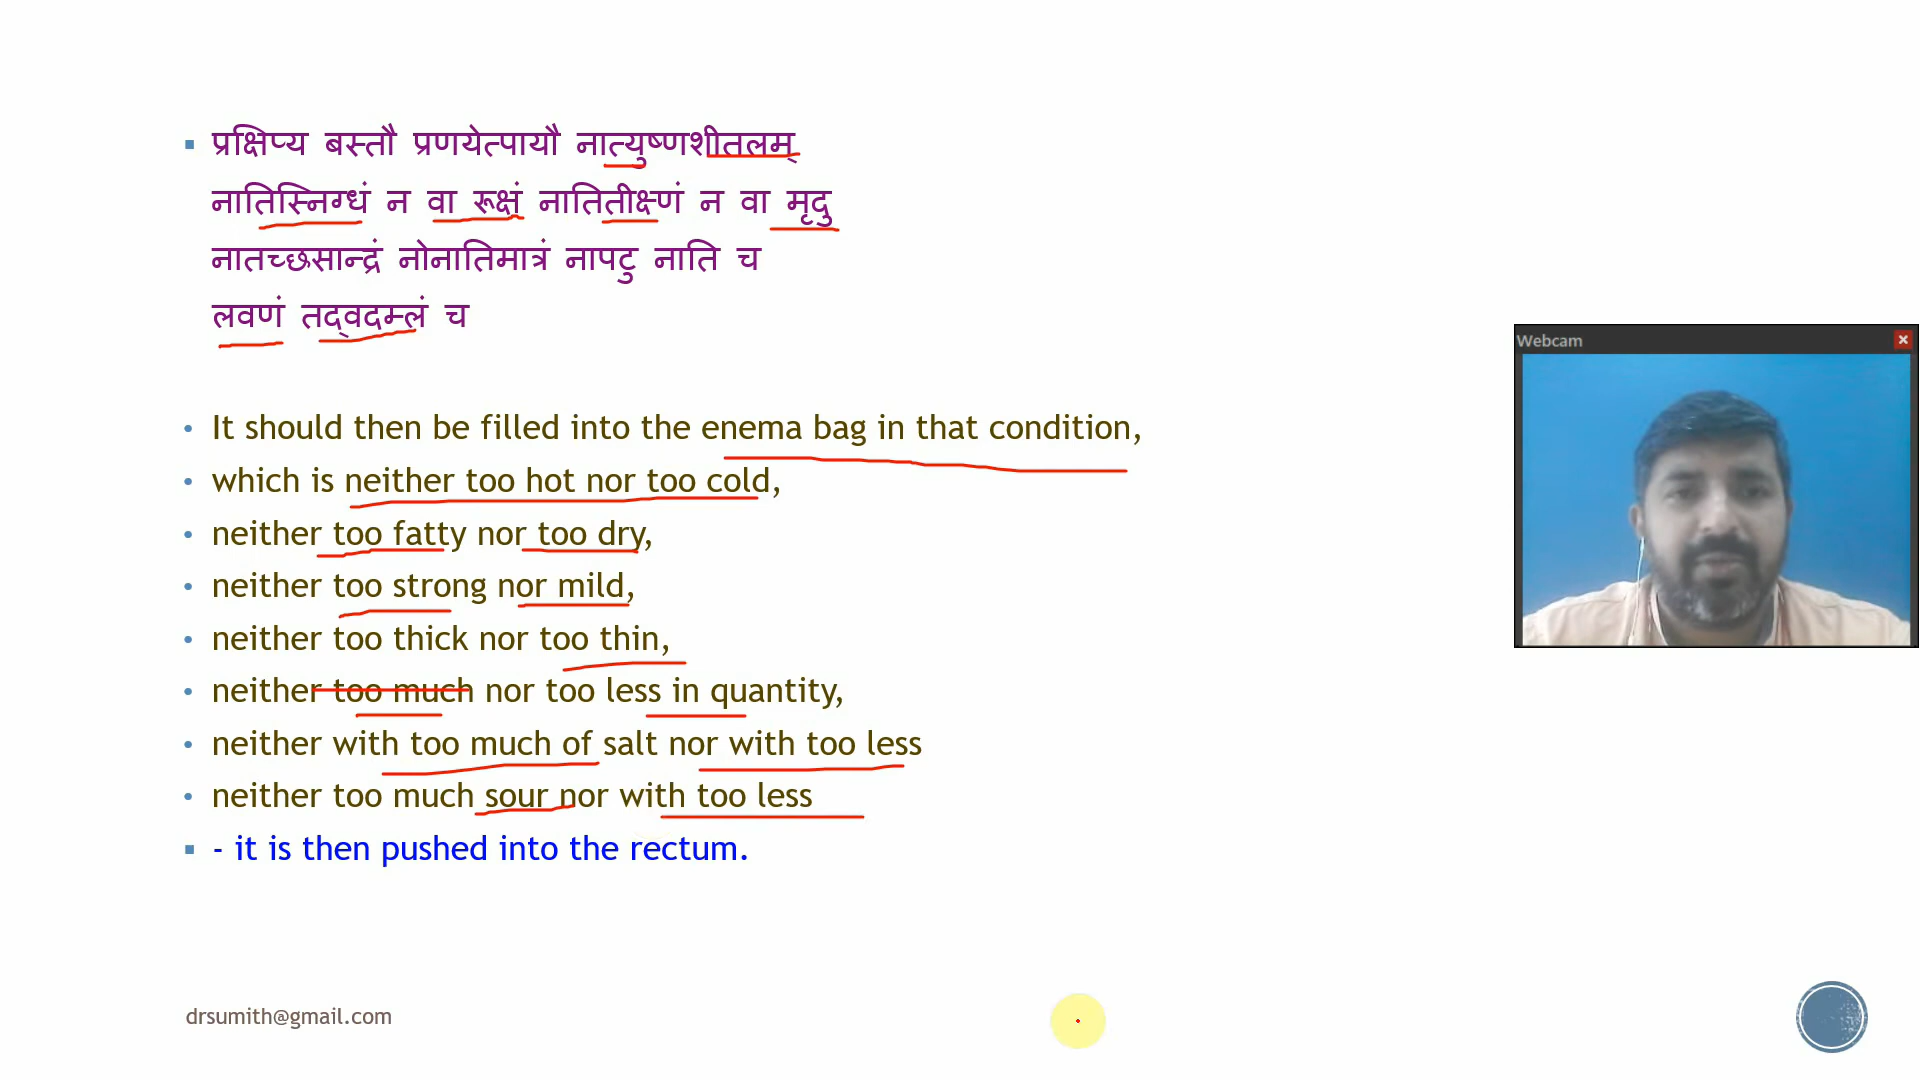 प्रक्षिप्य बस्तौ प्रणयेत्पायौ नात्युष्णशीतलम्
नातिस्निग्धं न वा रूक्षं नातितीक्ष्णं न वा मृदु
नातच्छसान्द्रं नोनातिमात्रं नापटु नाति च
लवणं तद्वदम्लं च
It should then be filled into the enema bag in that condition,
which is neither too hot nor too cold,
neither too fatty nor too dry,
neither too strong nor mild,
neither too thick nor too thin,
neither too much nor too less in quantity,
neither with too much of salt nor with too less
neither too much sour nor with too less
- it is then pushed into the rectum.
Webcam
drsumith@gmail.com